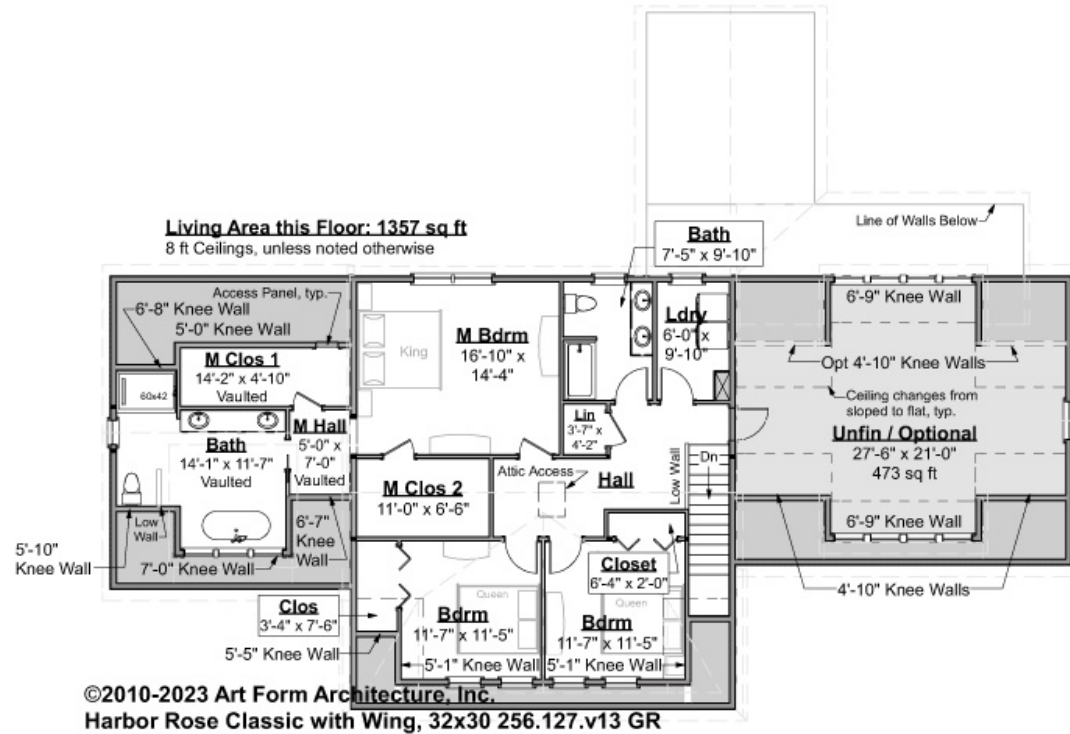 Living Area this Floor: 1357 sq ft
8 ft Ceilings, unless noted otherwise
Line of Walls Below
Bath
7'-5" x 9'-10"
Access Panel, typ.
6'-8" Knee Wall
5'-0" Knee Wall
M Clos 1
14'-2" x 4'-10"
Vaulted
60x42
Bath
14'-1" x 11'-7"
Vaulted
M Hall
5'-0" x
7'-0"
Vaulted
King
M Bdrm
16'-10" x
14'-4"
Ldry
6'-0" x
9'-10"
Lin
3'-7" x
4'-2"
6'-9" Knee Wall
Opt 4'-10" Knee Walls
Ceiling changes from
sloped to flat, typ.
Unfin / Optional
27'-6" x 21'-0"
473 sq ft
6'-9" Knee Wall
4'-10" Knee Walls
Attic Access
Hall
Low Wall
Dn
M Clos 2
11'-0" x 6'-6"
Low
Wall
5'-10"
Knee Wall
7'-0" Knee Wall
6'-7"
Knee
Wall
Clos
3'-4" x 7'-6"
5'-5" Knee Wall
Queen
Bdrm
11'-7" x 11'-5"
5'-1" Knee Wall
Closet
6'-4" x 2'-0"
Queen
Bdrm
11'-7" x 11'-5"
5'-1" Knee Wall
©2010-2023 Art Form Architecture, Inc.
Harbor Rose Classic with Wing, 32x30 256.127.v13 GR